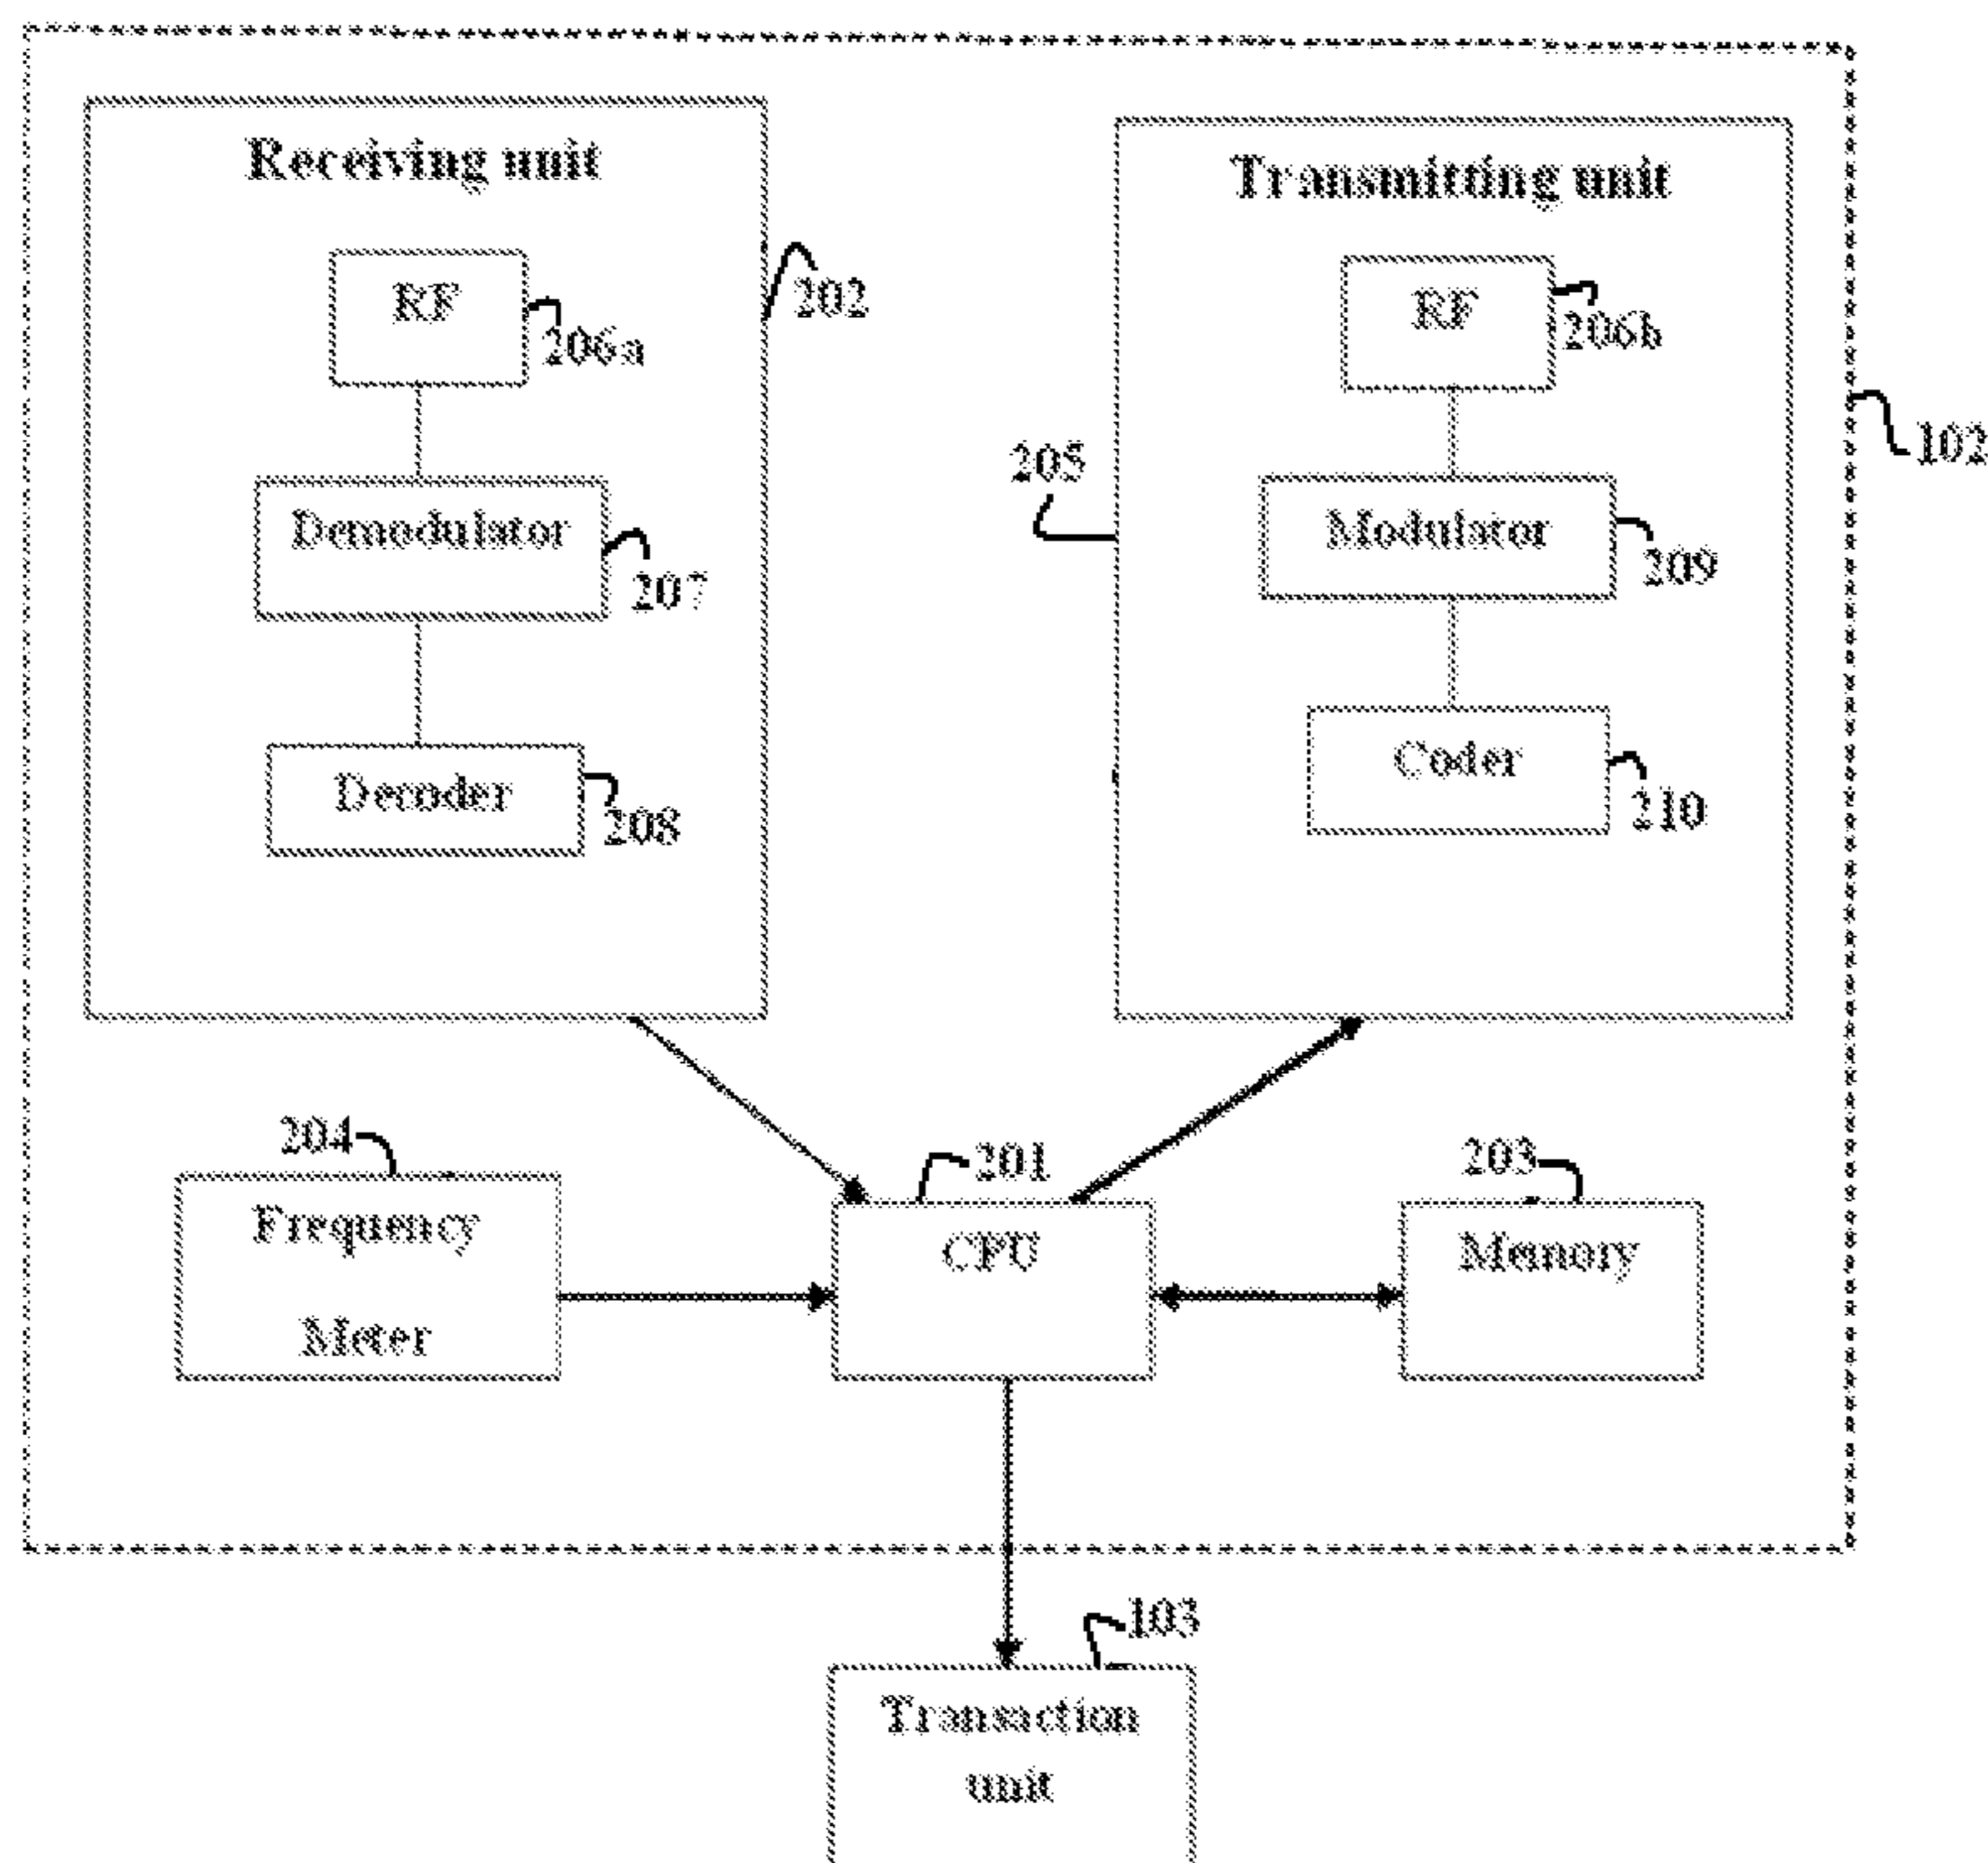 Receiving unit
Transmitting unit
RF
206a
202
RF
206b
102
Demodulator
207
205
Modulator
209
Decoder
208
Coder
210
204
201
203
Frequency
Meter
CPU
Memory
103
Transaction
unit